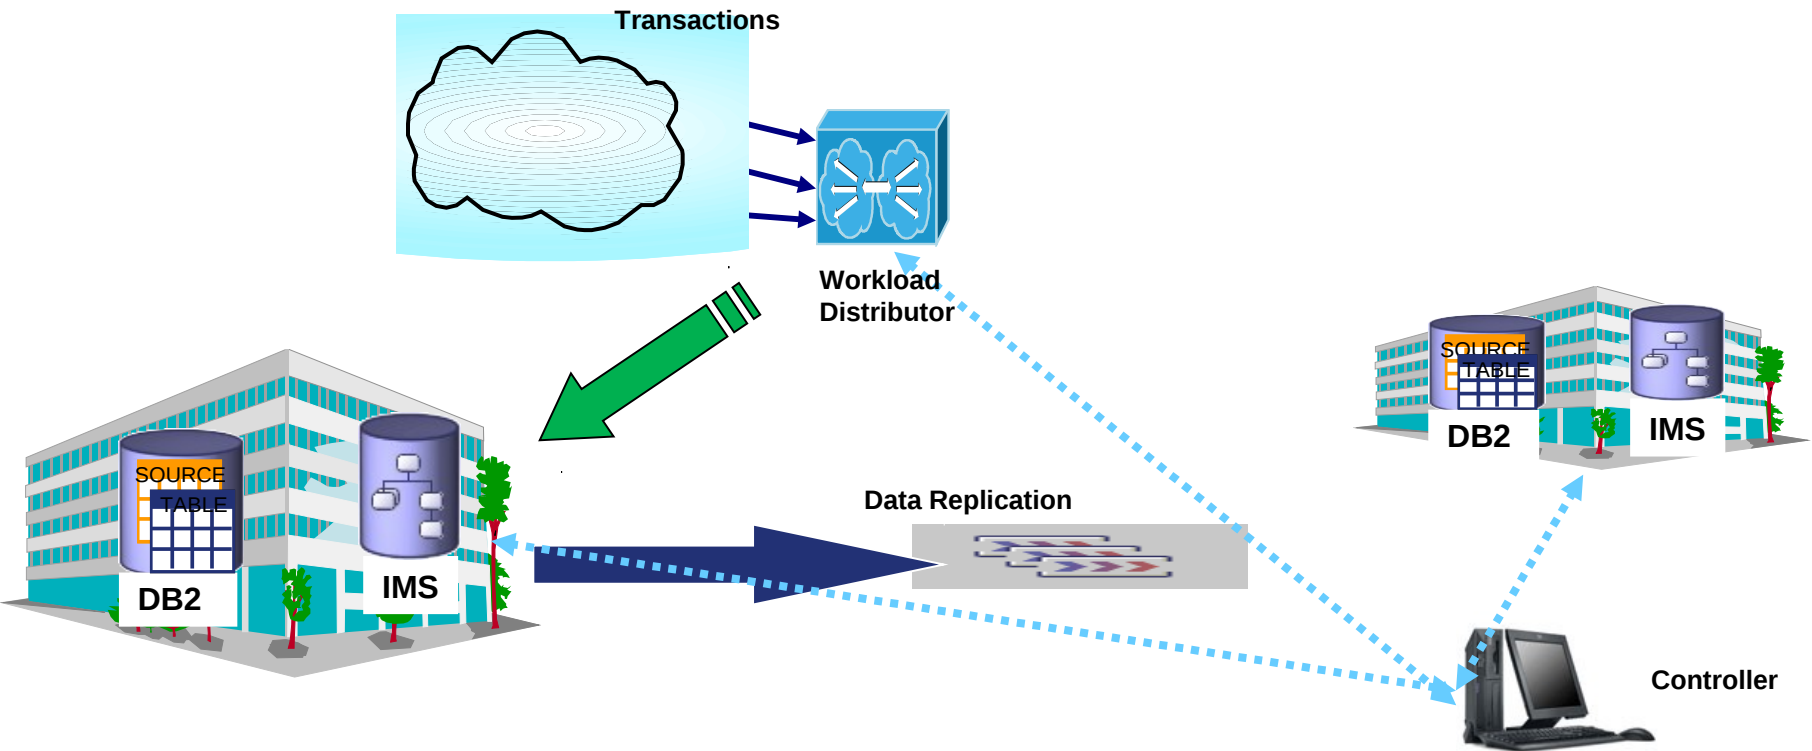 Transactions
Workload
Distributor
SOURCE
TABLE
DB2
IMS
SOURCE
TABLE
DB2
IMS
Data Replication
Controller